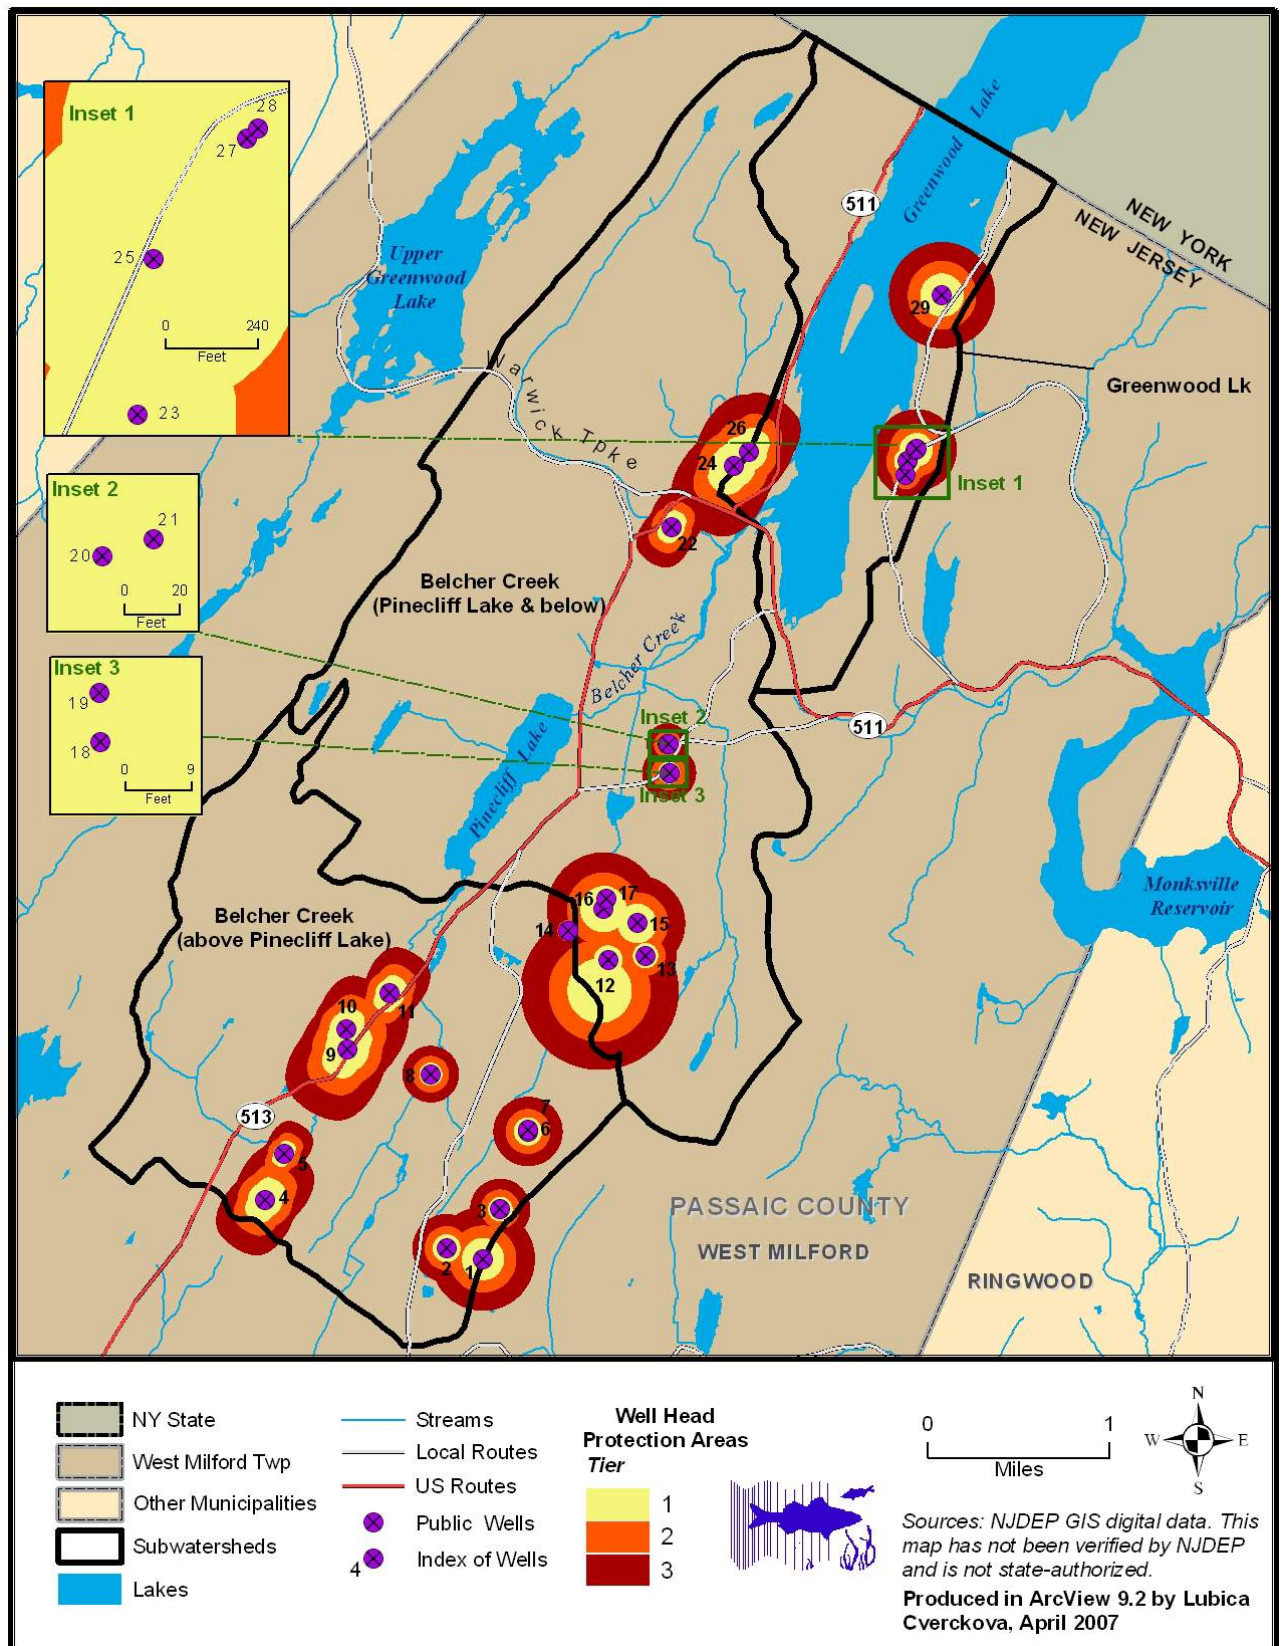 Inset 1
28
27
25
0 240
Feet
23
Inset 2
21
20
0 20
Feet
Inset 3
19
18
0 9
Feet
Upper
Greenwood
Lake
Warwick Tpke
Greenwood Lake
511
NEW YORK
NEW JERSEY
29
Greenwood Lk
26
24
22
Inset 1
Belcher Creek
(Pinecliff Lake & below)
Belcher Creek
Pinecliff Lake
Inset 2
Inset 3
511
Monksville
Reservoir
Belcher Creek
(above Pinecliff Lake)
16
17
14
15
13
12
10
11
9
8
7
6
513
5
4
3
2
1
PASSAIC COUNTY
WEST MILFORD
RINGWOOD
NY State
West Milford Twp
Other Municipalities
Subwatersheds
Lakes
Streams
Local Routes
US Routes
Public Wells
4
Index of Wells
Well Head
Protection Areas
Tier
1
2
3
0 1
Miles
N
W E
S
Sources: NJDEP GIS digital data. This
map has not been verified by NJDEP
and is not state-authorized.
Produced in ArcView 9.2 by Lubica
Cverckova, April 2007